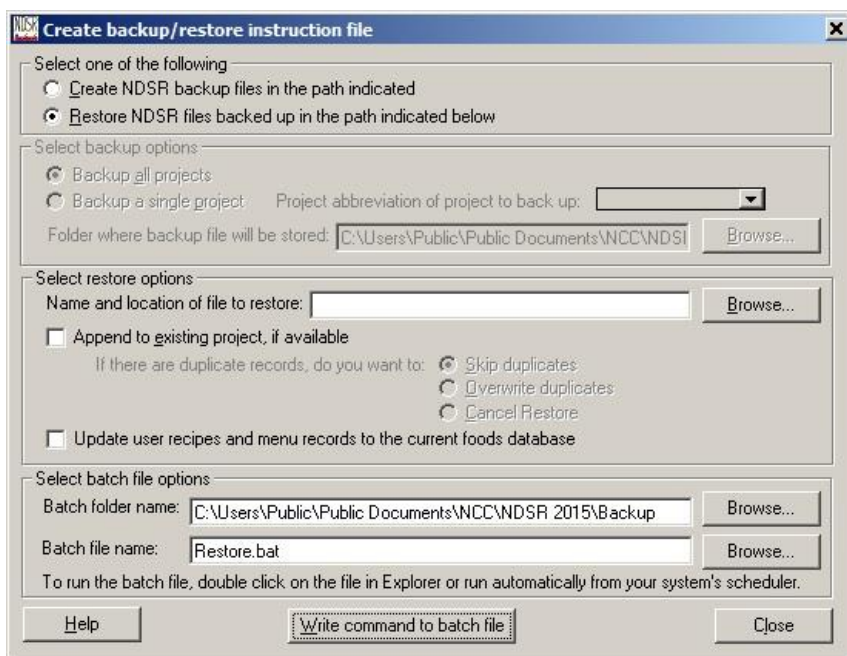 NDSR
Create backup/restore instruction file
Select one of the following
Create NDSR backup files in the path indicated
Restore NDSR files backed up in the path indicated below
Select backup options
Backup all projects
Backup a single project Project abbreviation of project to back up:
Folder where backup file will be stored: C:\Users\Public\Public Documents\NCC\NDSI Browse...
Select restore options
Name and location of file to restore: Browse...
Append to existing project, if available
If there are duplicate records, do you want to: Skip duplicates
Overwrite duplicates
Cancel Restore
Update user recipes and menu records to the current foods database
Select batch file options
Batch folder name: C:\Users\Public\Public Documents\NCC\NDSR 2015\Backup Browse...
Batch file name: Restore.bat Browse...
To run the batch file, double click on the file in Explorer or run automatically from your system's scheduler.
Help Write command to batch file Close